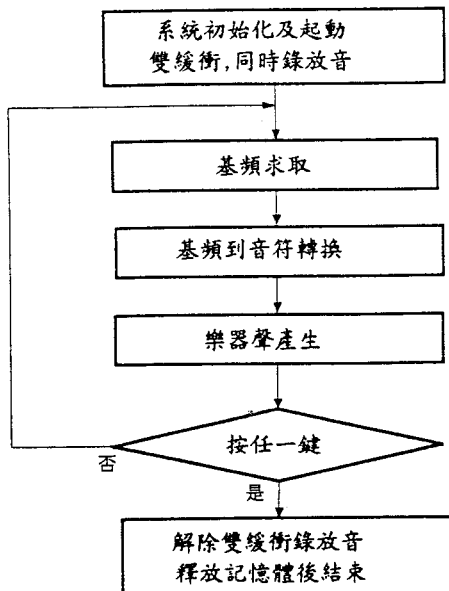 系統初始化及起動
雙緩衝,同時錄放音
基頻求取
基頻到音符轉換
樂器聲產生
按任一鍵
否
是
解除雙緩衝錄放音
釋放記憶體後結束